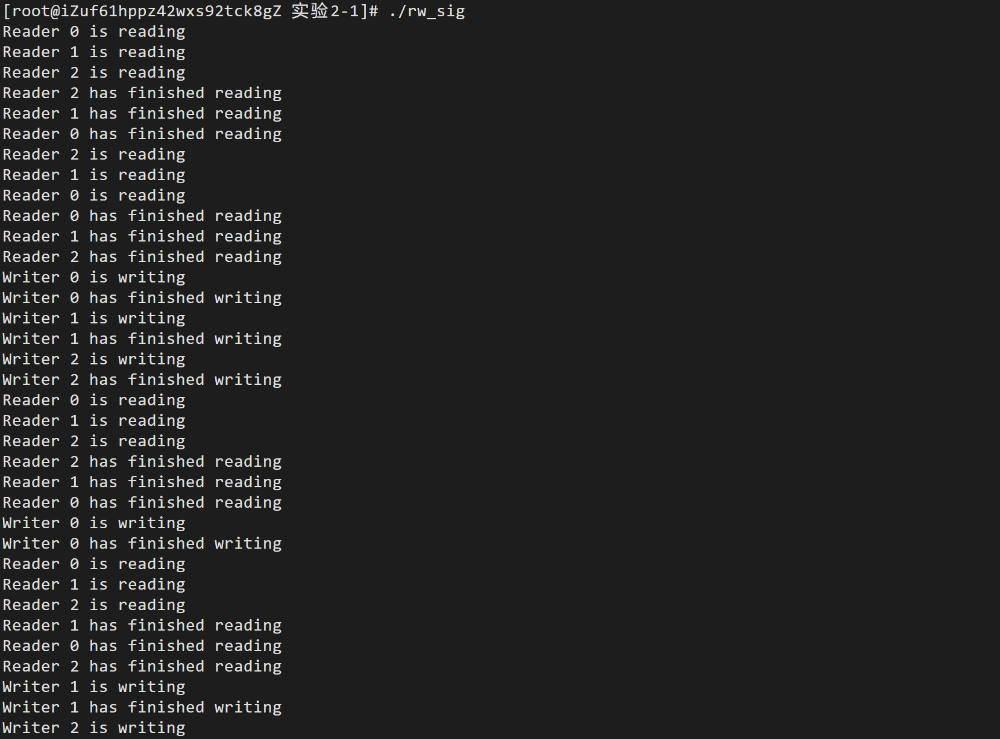 [root@iZuf61hppz42wxs92tck8gZ 实验2-1]# ./rw_sig
Reader 0 is reading
Reader 1 is reading
Reader 2 is reading
Reader 2 has finished reading
Reader 1 has finished reading
Reader 0 has finished reading
Reader 2 is reading
Reader 1 is reading
Reader 0 is reading
Reader 0 has finished reading
Reader 1 has finished reading
Reader 2 has finished reading
Writer 0 is writing
Writer 0 has finished writing
Writer 1 is writing
Writer 1 has finished writing
Writer 2 is writing
Writer 2 has finished writing
Reader 0 is reading
Reader 1 is reading
Reader 2 is reading
Reader 2 has finished reading
Reader 1 has finished reading
Reader 0 has finished reading
Writer 0 is writing
Writer 0 has finished writing
Reader 0 is reading
Reader 1 is reading
Reader 2 is reading
Reader 1 has finished reading
Reader 0 has finished reading
Reader 2 has finished reading
Writer 1 is writing
Writer 1 has finished writing
Writer 2 is writing